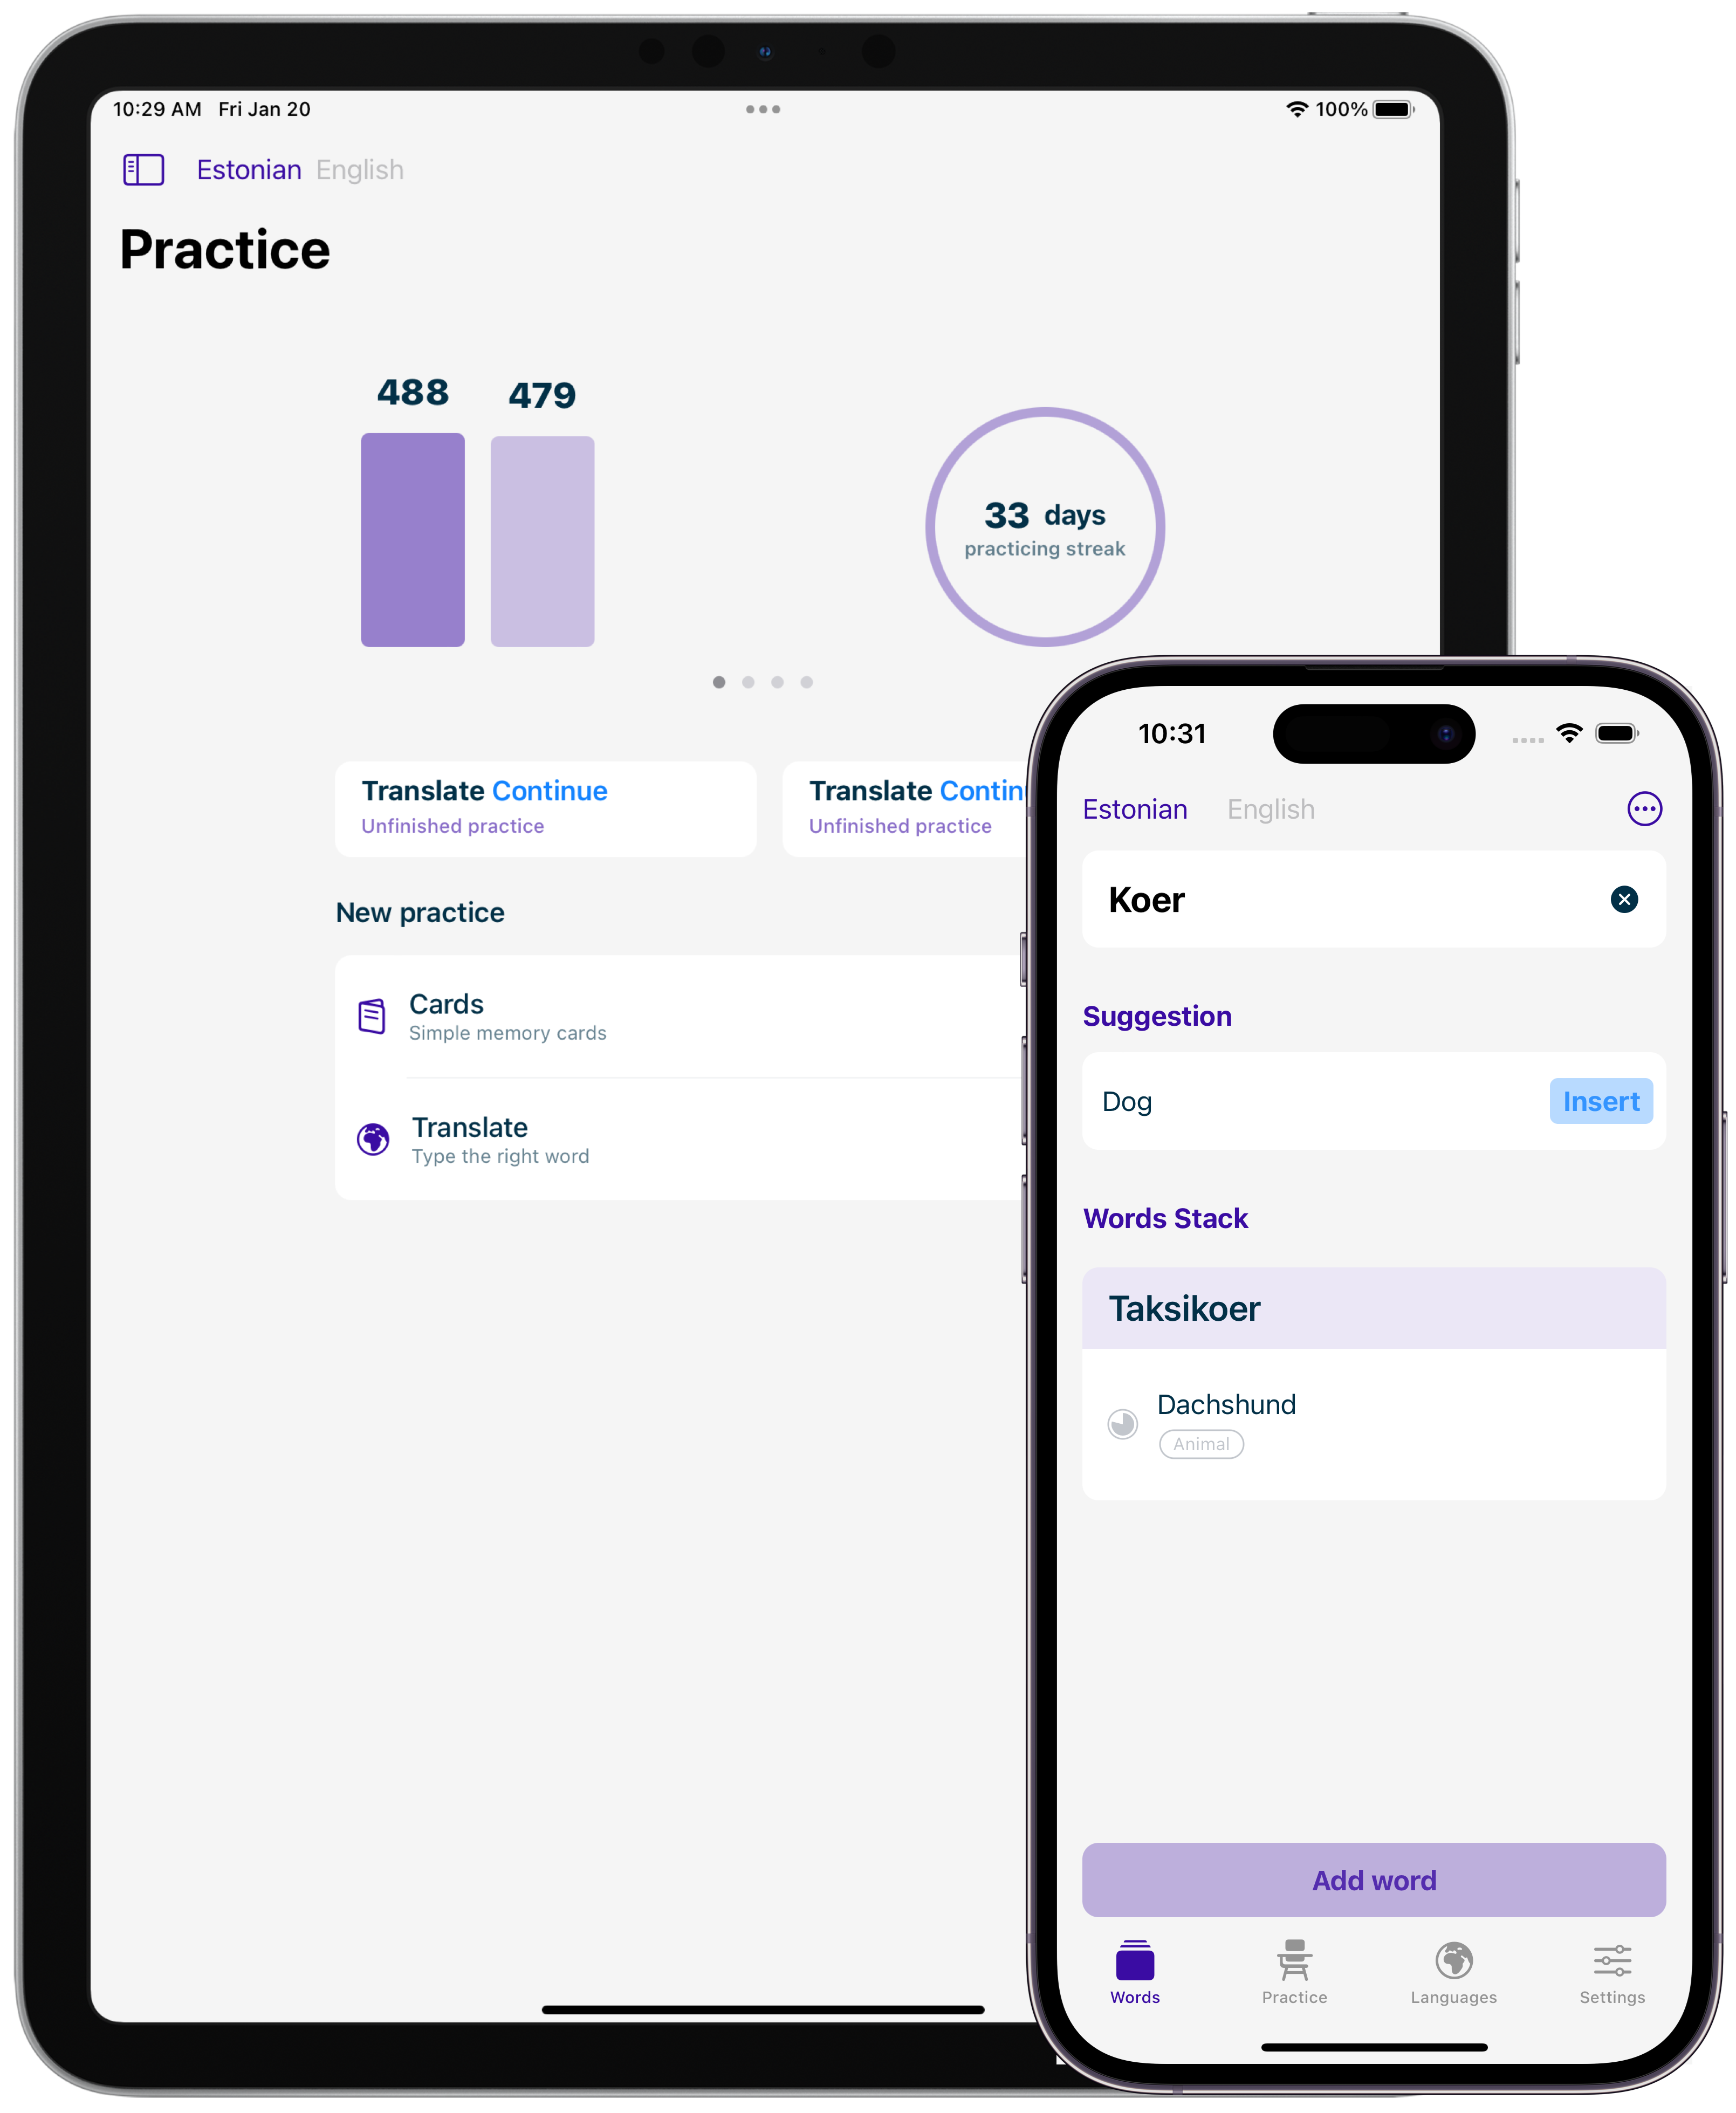 10:29 AM Fri Jan 20
100%
Estonian English
Practice
488 479
33 days
practicing streak
Translate Continue
Unfinished practice
Translate Contin
Unfinished practice
New practice
Cards
Simple memory cards
Translate
Type the right word
10:31
Estonian English
Koer
Suggestion
Dog Insert
Words Stack
Taksikoer
Dachshund
Animal
Add word
Words Practice Languages Settings